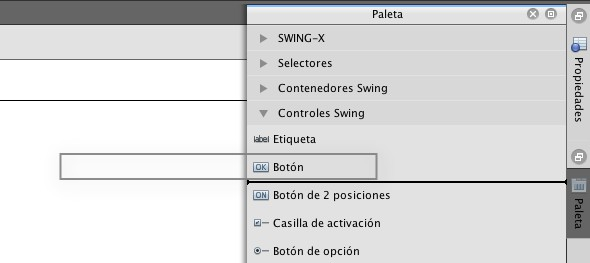 Paleta
SWING-X
Selectores
Contenedores Swing
Controles Swing
label Etiqueta
OK Botón
ON Botón de 2 posiciones
Casilla de activación
Botón de opción
Propiedades
Paleta